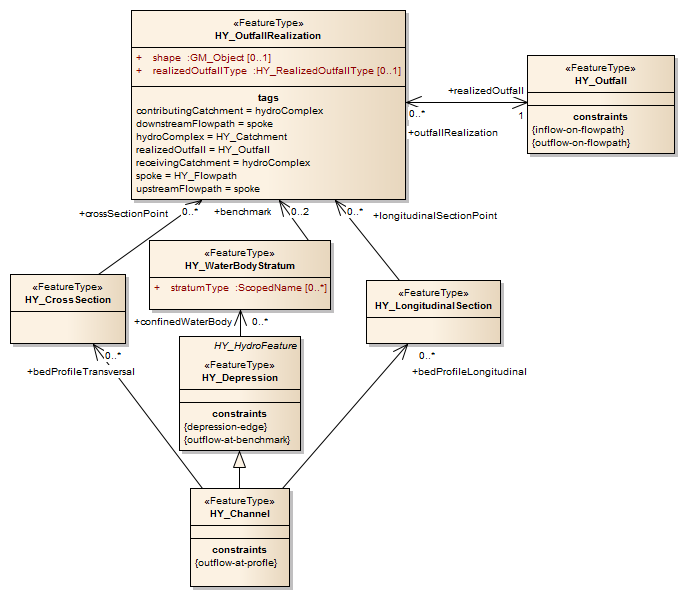 «FeatureType»
HY_OutfallRealization
+ shape :GM_Object [0..1]
+ realizedOutfallType :HY_RealizedOutfallType [0..1]
tags
contributingCatchment = hydroComplex
downstreamFlowpath = spoke
hydroComplex = HY_Catchment
realizedOutfall = HY_Outfall
receivingCatchment = hydroComplex
spoke = HY_Flowpath
upstreamFlowpath = spoke
+realizedOutfall
0..*
1
+outfallRealization
«FeatureType»
HY_Outfall
constraints
{inflow-on-flowpath}
{outflow-on-flowpath}
+crossSectionPoint
0..*
+benchmark
0..2
0..*
+longitudinalSectionPoint
«FeatureType»
HY_WaterBodyStratum
+ stratumType :ScopedName [0..*]
«FeatureType»
HY_CrossSection
«FeatureType»
HY_LongitudinalSection
+confinedWaterBody
0..*
HY_HydroFeature
«FeatureType»
HY_Depression
constraints
{depression-edge}
{outflow-at-benchmark}
0..*
+bedProfileTransversal
0..*
+bedProfileLongitudinal
«FeatureType»
HY_Channel
constraints
{outflow-at-profle}